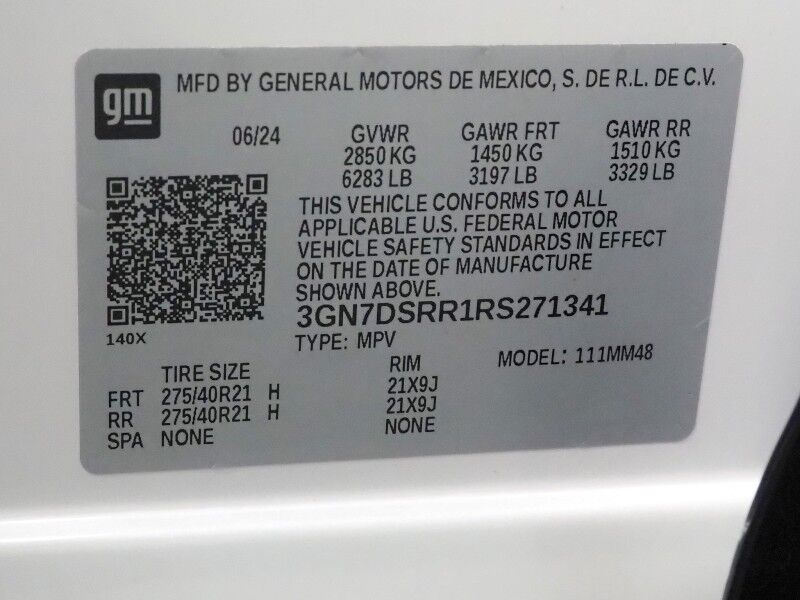 gm
MFD BY GENERAL MOTORS DE MEXICO, S. DE R.L. DE C.V.
06/24 GVWR GAWR FRT GAWR RR
2850 KG 1450 KG 1510 KG
6283 LB 3197 LB 3329 LB
THIS VEHICLE CONFORMS TO ALL
APPLICABLE U.S. FEDERAL MOTOR
VEHICLE SAFETY STANDARDS IN EFFECT
ON THE DATE OF MANUFACTURE
SHOWN ABOVE.
3GN7DSRR1RS271341
140X
TYPE: MPV
MODEL: 111MM48
TIRE SIZE RIM
FRT 275/40R21 H 21X9J
RR 275/40R21 H 21X9J
SPA NONE NONE